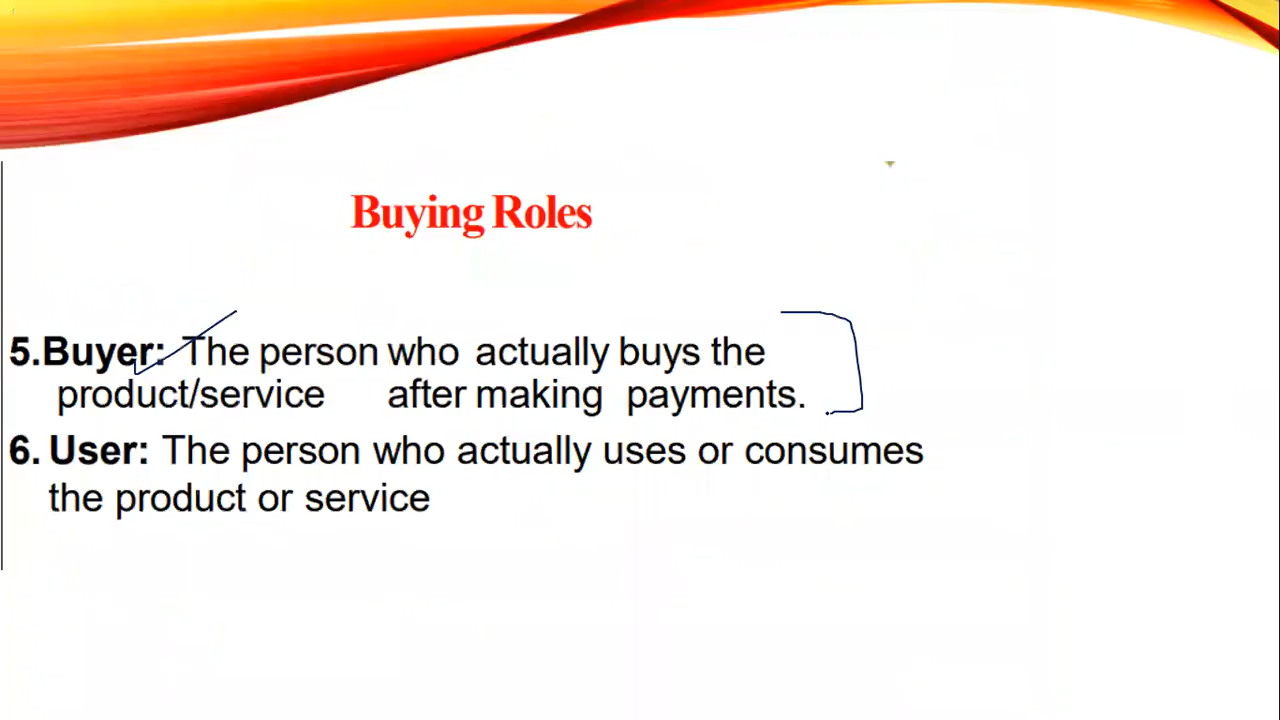 Buying Roles
5.Buyer: The person who actually buys the
product/service after making payments.
6. User: The person who actually uses or consumes
the product or service